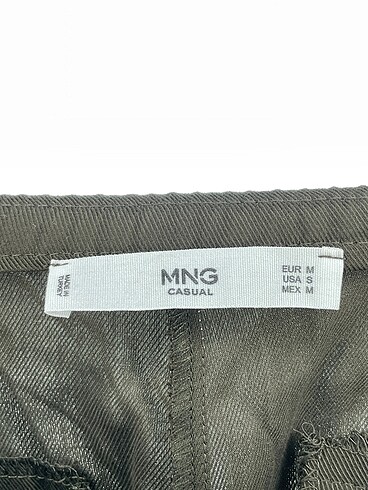 MADE IN
TURKEY
MNG
CASUAL
EUR M
USA S
MEX M